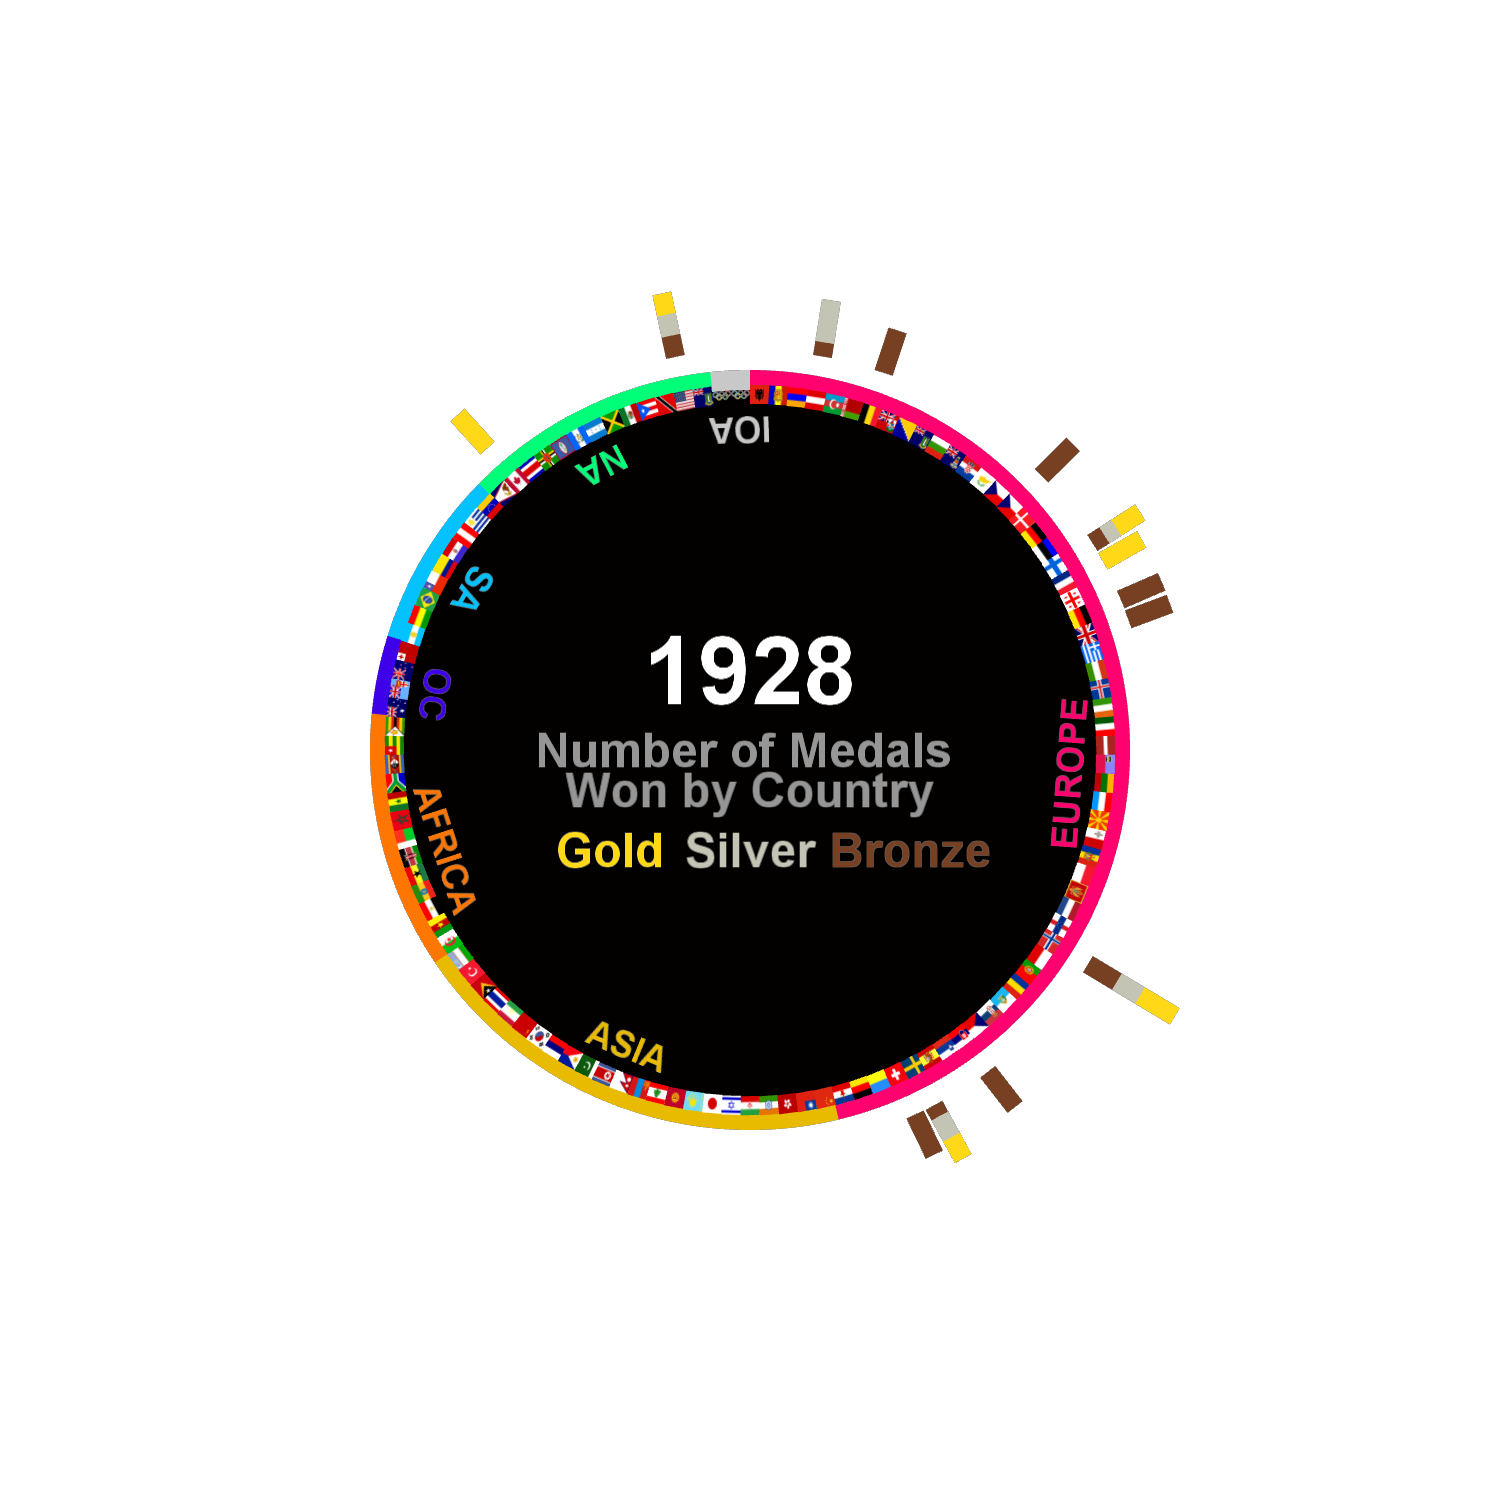 IOA
NA
SA
OC
EUROPE
AFRICA
ASIA
1928
Number of Medals
Won by Country
Gold Silver Bronze